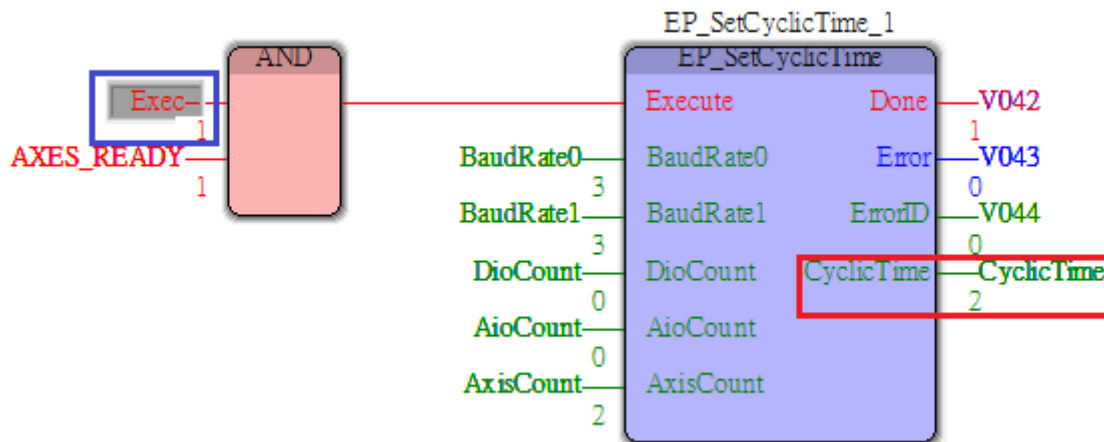 EP_SetCyclicTime_1
AND
EP_SetCyclicTime
Exec
1
Execute
Done
V042
1
AXES_READY
1
BaudRate0
3
BaudRate0
Error
V043
0
BaudRate1
3
BaudRate1
ErrorID
V044
0
DioCount
0
DioCount
CyclicTime
CyclicTime
2
AioCount
0
AioCount
AxisCount
2
AxisCount